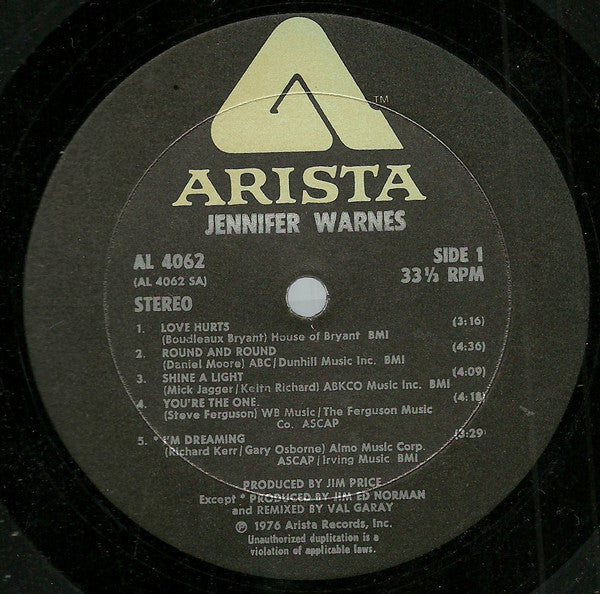 TM
ARISTA
JENNIFER WARNES
AL 4062
(AL 4062 SA)
STEREO
SIDE 1
33⅓ RPM
1. LOVE HURTS (3:16)
(Boudleaux Bryant) House of Bryant BMI
2. ROUND AND ROUND (4:36)
(Daniel Moore) ABC/Dunhill Music Inc. BMI
3. SHINE A LIGHT (4:09)
(Mick Jagger/Keith Richard) ABKCO Music Inc. BMI
4. YOU'RE THE ONE. (4:18)
(Steve Ferguson) WB Music/The Ferguson Music
Co. ASCAP
5. * I'M DREAMING (3:29)
(Richard Kerr/Gary Osborne) Almo Music Corp.
ASCAP/Irving Music BMI
PRODUCED BY JIM PRICE
Except * PRODUCED BY JIM ED NORMAN
and REMIXED BY VAL GARAY
℗ 1976 Arista Records, Inc.
Unauthorized duplication is a
violation of applicable laws.